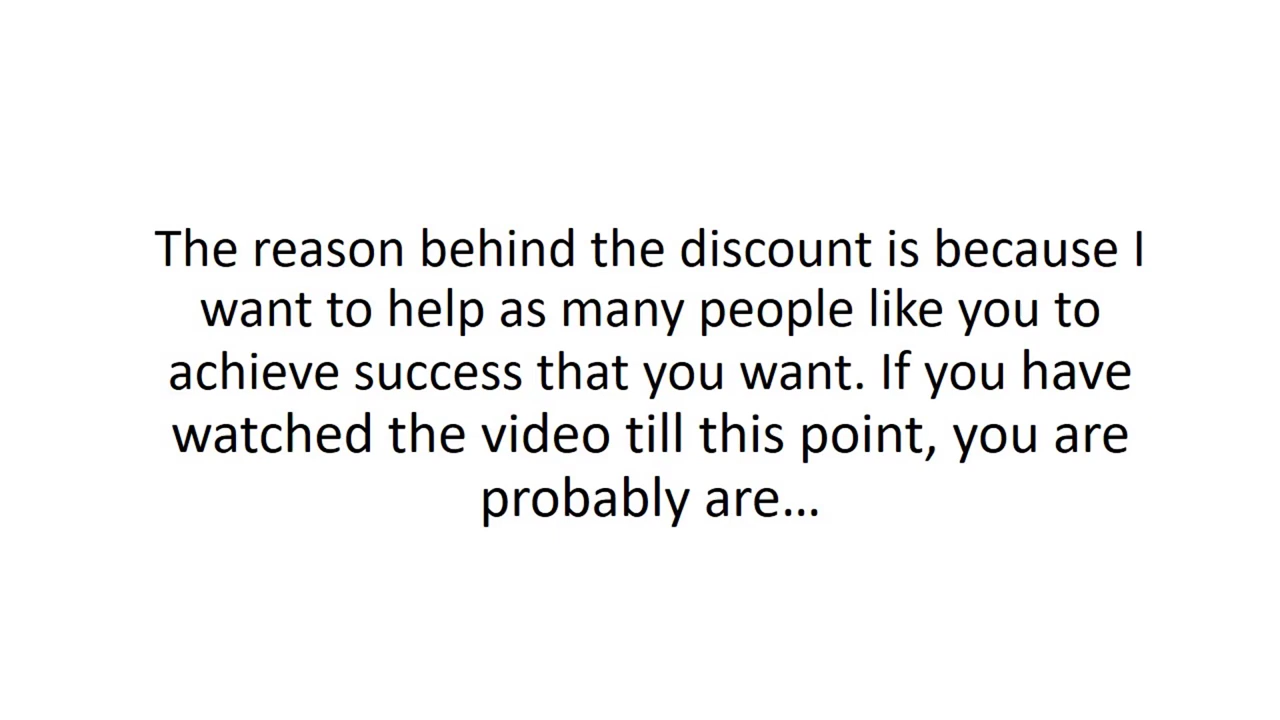 The reason behind the discount is because I
want to help as many people like you to
achieve success that you want. If you have
watched the video till this point, you are
probably are…